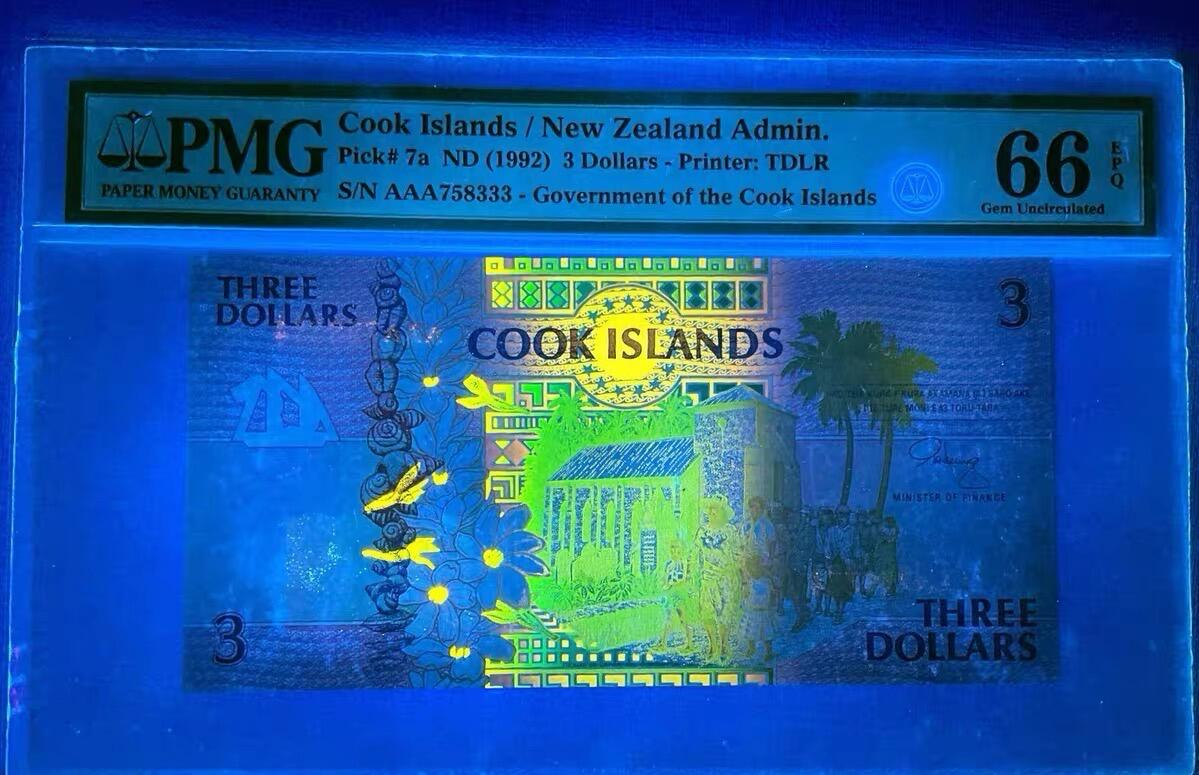 PMG
PAPER MONEY GUARANTY
Cook Islands / New Zealand Admin.
Pick# 7a ND (1992) 3 Dollars - Printer: TDLR
S/N AAA758333 - Government of the Cook Islands
66
EPQ
Gem Uncirculated
THREE
DOLLARS
3
COOK ISLANDS
MINISTER OF FINANCE
3
THREE
DOLLARS